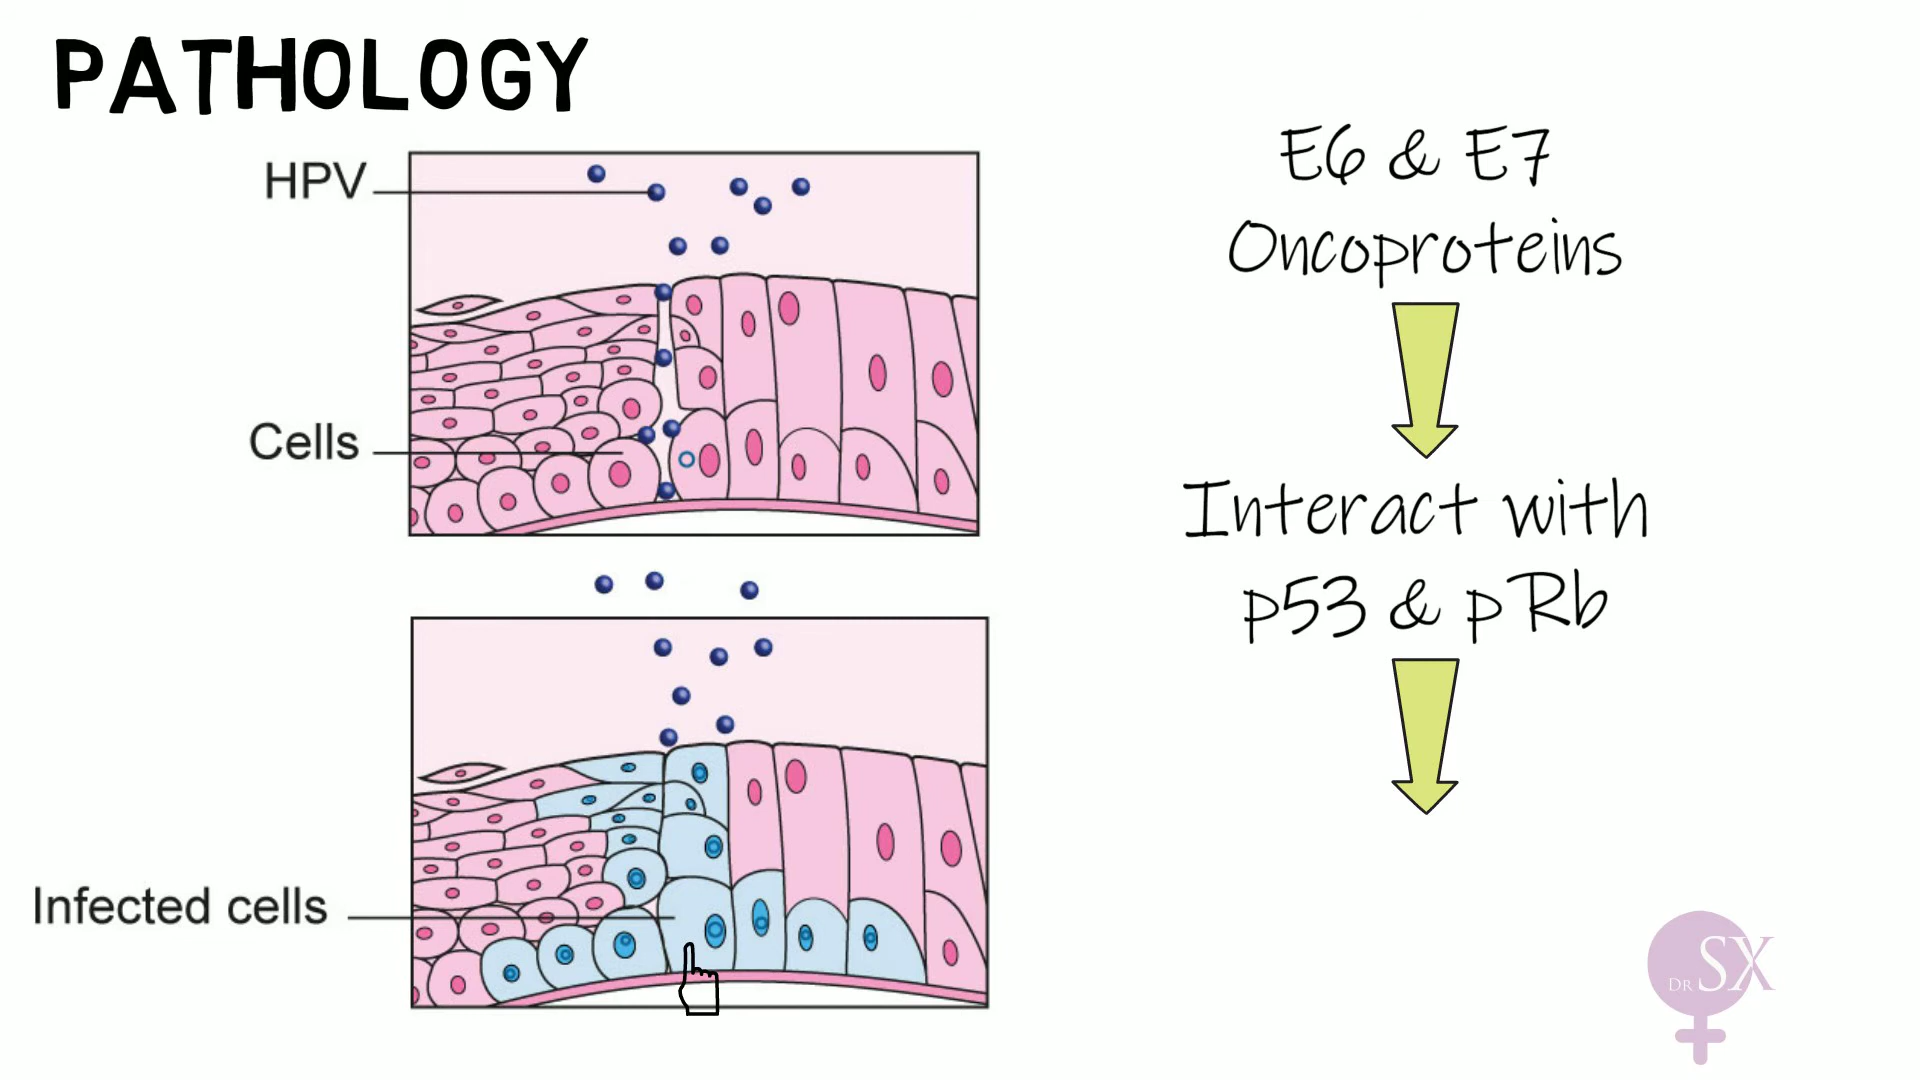 PATHOLOGY
HPV
Cells
Infected cells
E6 & E7
Oncoproteins
Interact with
p53 & pRb
DR SX